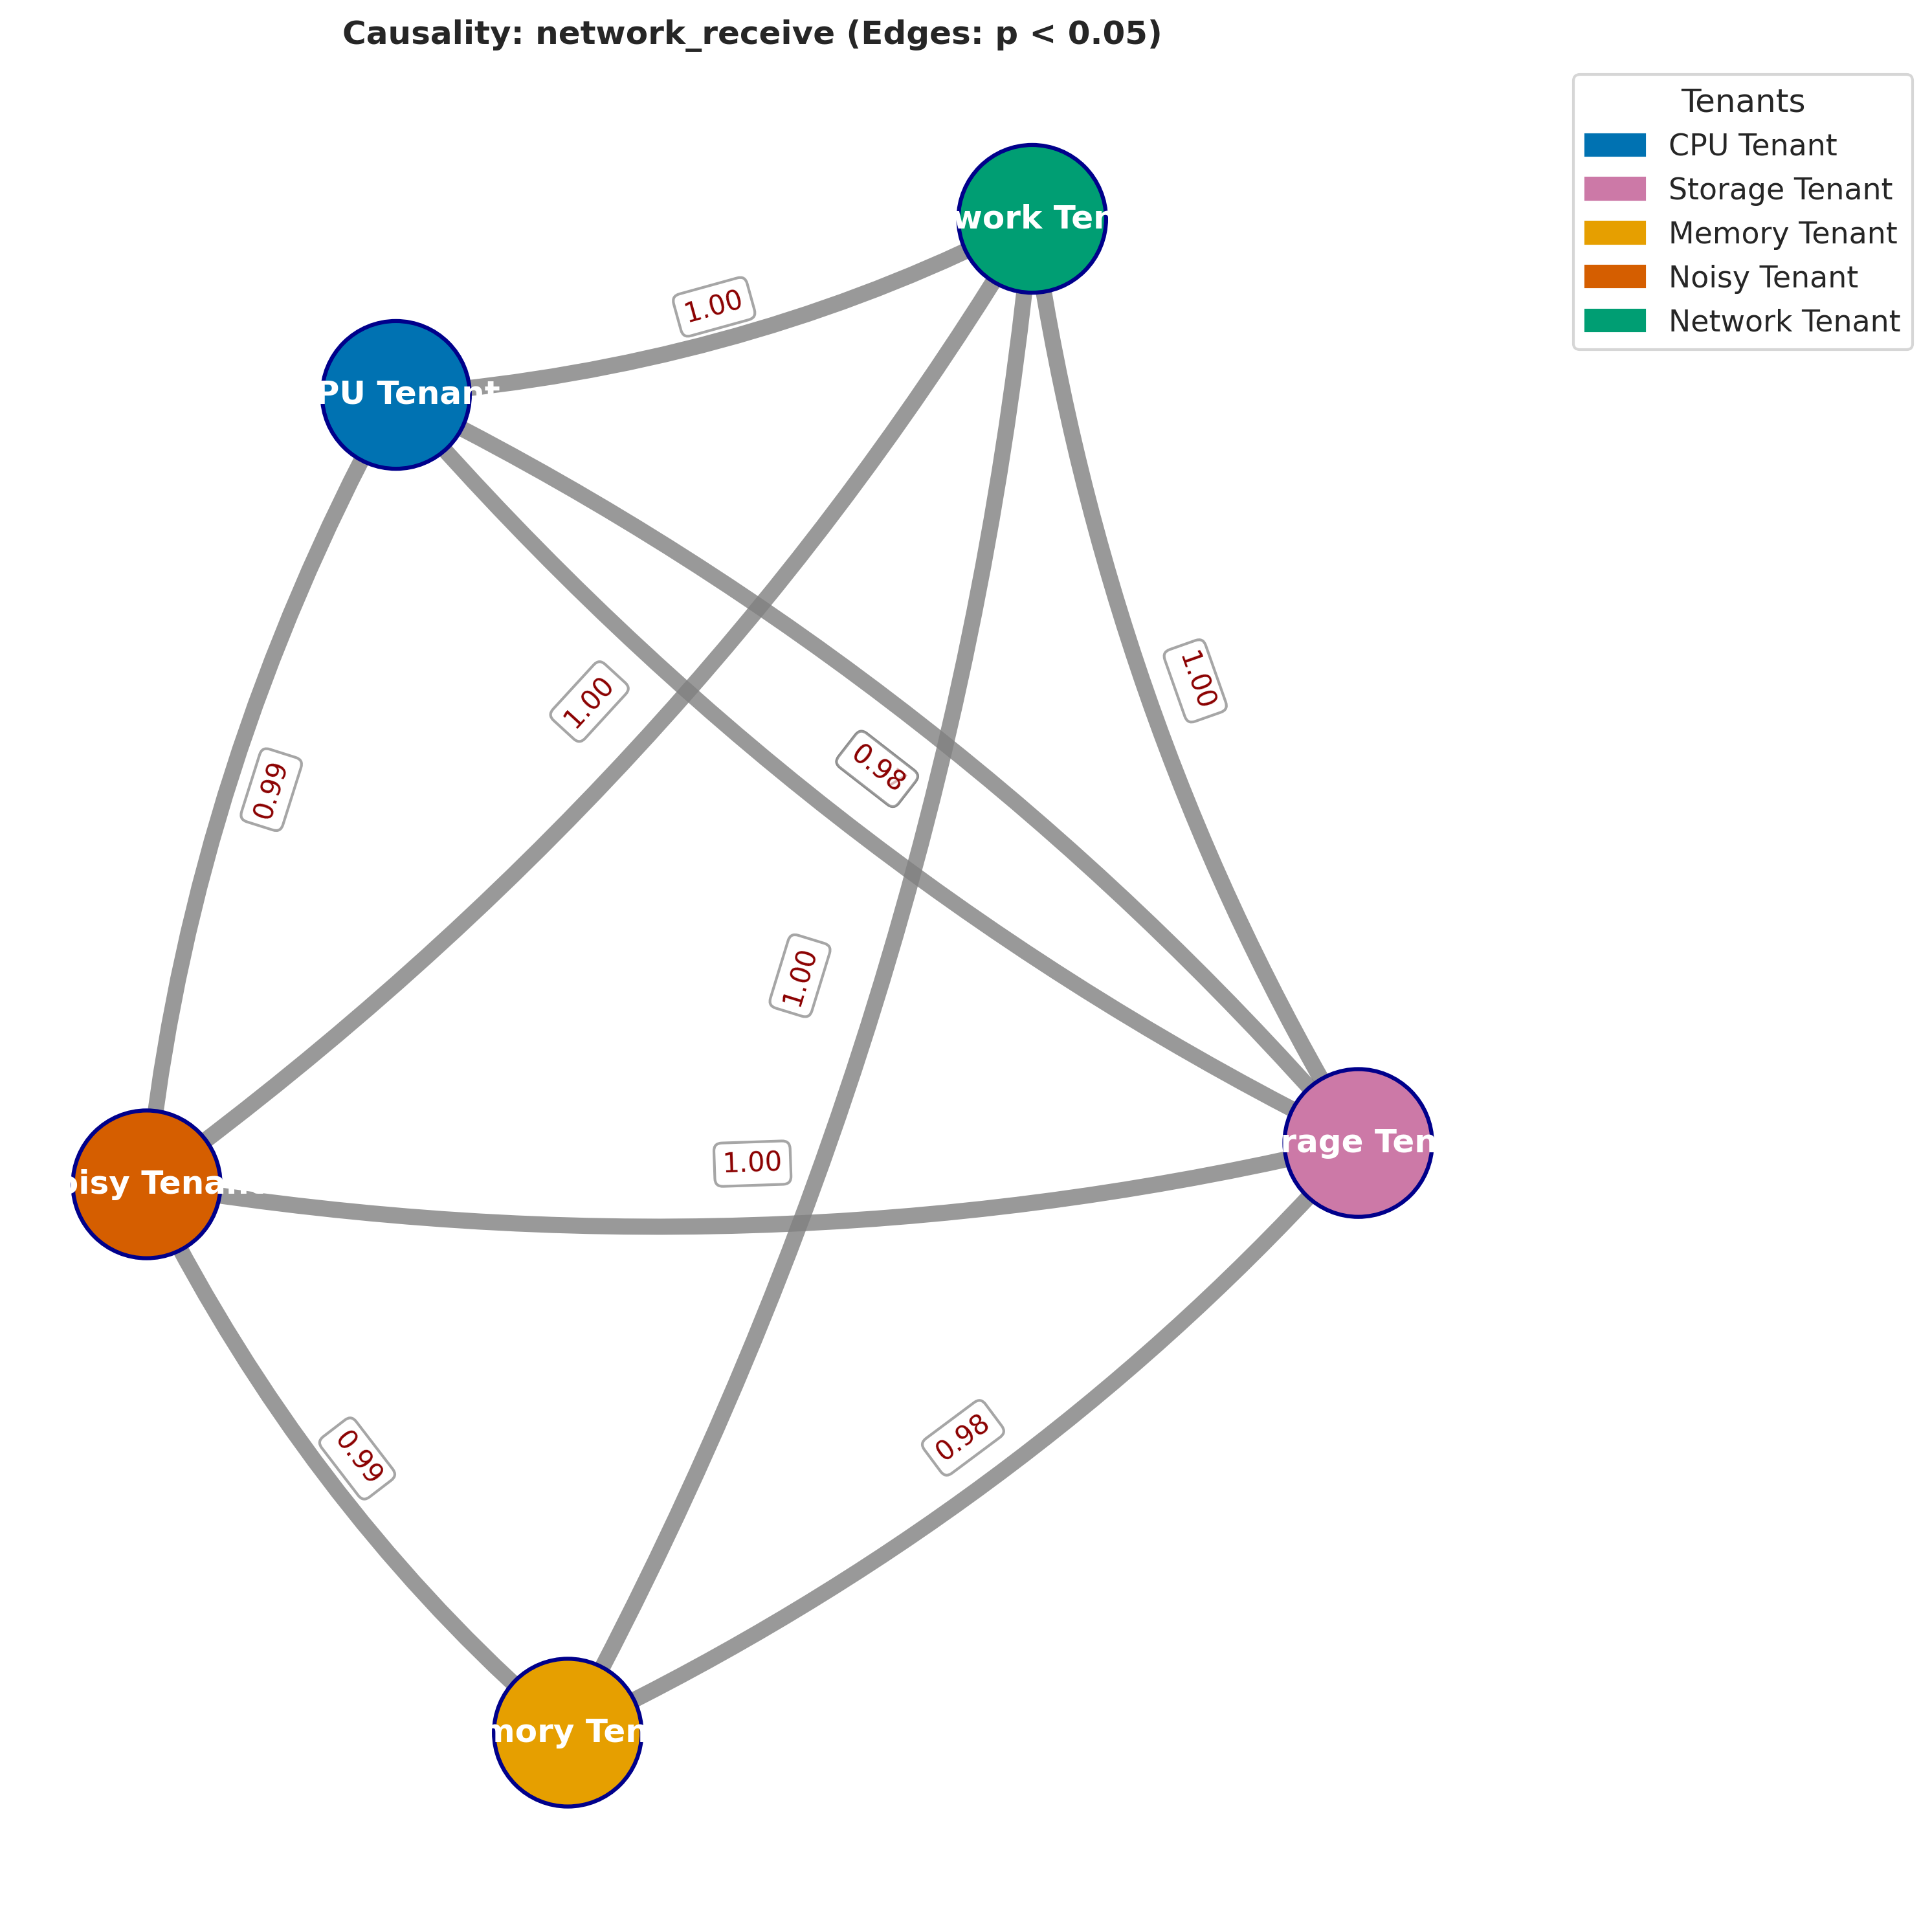 Causality: network_receive (Edges: p < 0.05)
Tenants
CPU Tenant
Storage Tenant
Memory Tenant
Noisy Tenant
Network Tenant
work Ten
1.00
PU Tenant
1.00
1.00
0.98
0.99
1.00
1.00
rage Ten
oisy Tenant
0.98
0.99
mory Ten